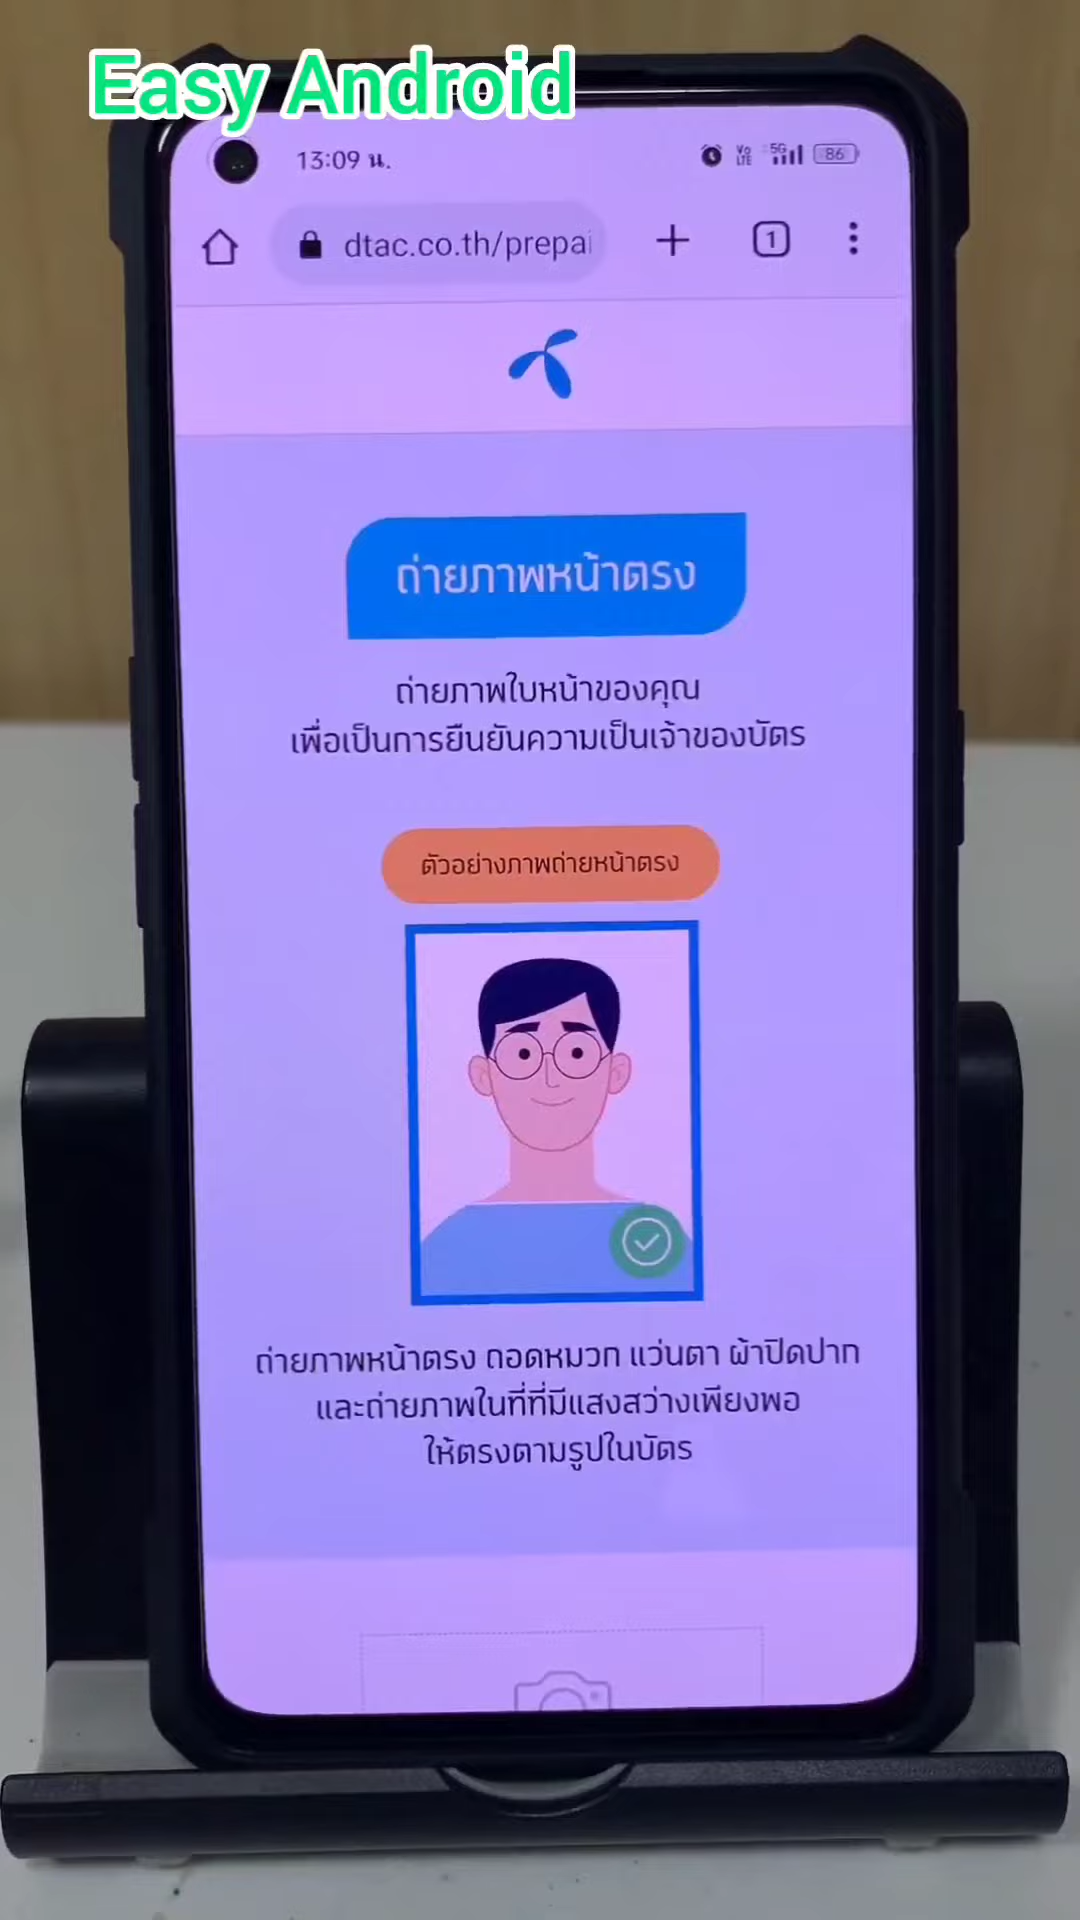 Easy Android
13:09 น.
Vo LTE 5G 86
dtac.co.th/prepai
1
ถ่ายภาพหน้าตรง
ถ่ายภาพใบหน้าของคุณ
เพื่อเป็นการยืนยันความเป็นเจ้าของบัตร
ตัวอย่างภาพถ่ายหน้าตรง
ถ่ายภาพหน้าตรง ถอดหมวก แว่นตา ผ้าปิดปาก
และถ่ายภาพในที่ที่มีแสงสว่างเพียงพอ
ให้ตรงตามรูปในบัตร